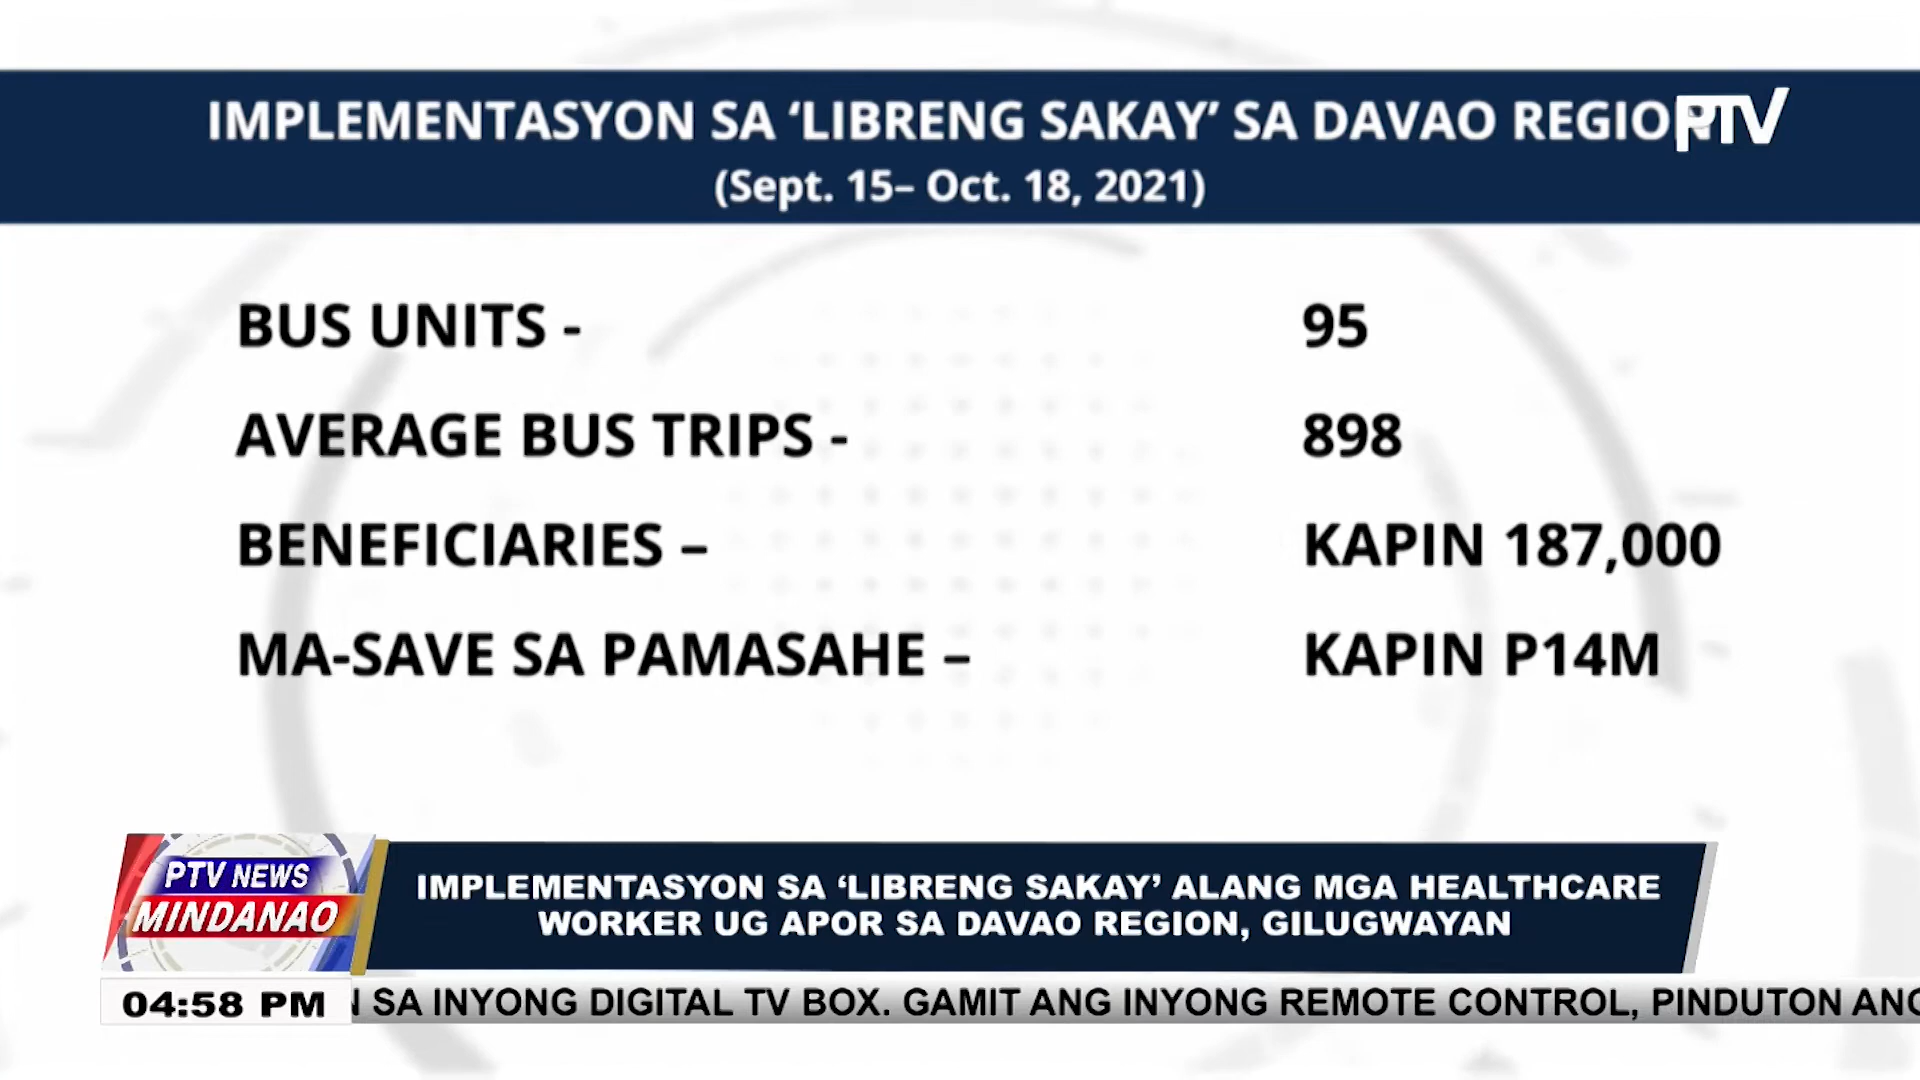 IMPLEMENTASYON SA ‘LIBRENG SAKAY’ SA DAVAO REGION
PTV
(Sept. 15– Oct. 18, 2021)
BUS UNITS - 95
AVERAGE BUS TRIPS - 898
BENEFICIARIES – KAPIN 187,000
MA-SAVE SA PAMASAHE – KAPIN P14M
PTV NEWS
MINDANAO
IMPLEMENTASYON SA ‘LIBRENG SAKAY’ ALANG MGA HEALTHCARE
WORKER UG APOR SA DAVAO REGION, GILUGWAYAN
04:58 PM
SA INYONG DIGITAL TV BOX. GAMIT ANG INYONG REMOTE CONTROL, PINDUTON